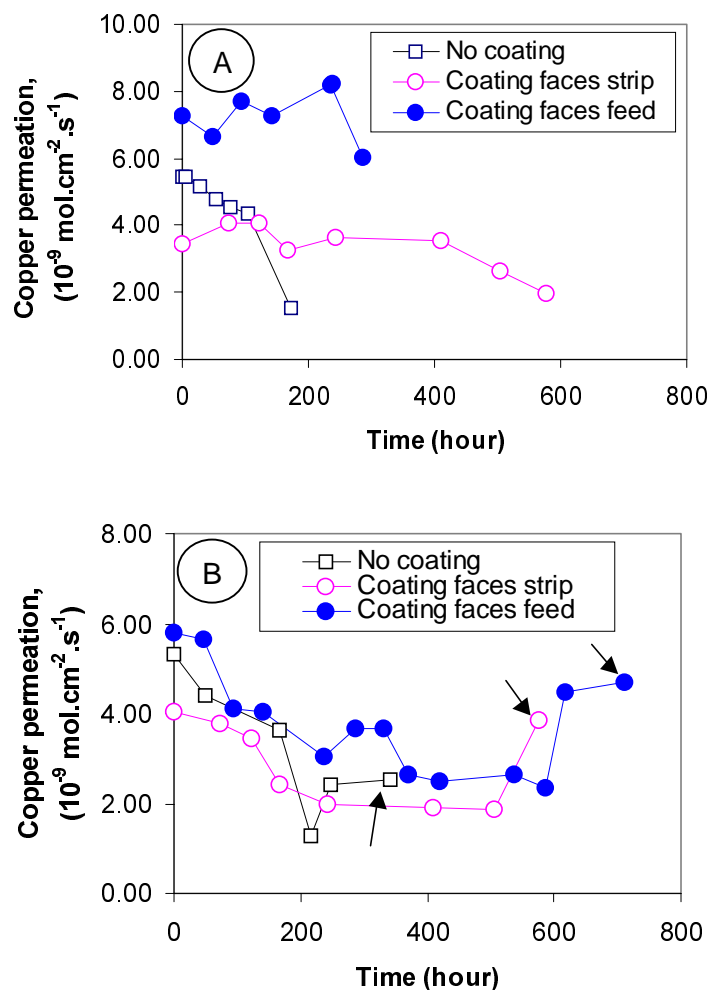 10.00
8.00
6.00
4.00
2.00
0.00
Copper permeation,
(10⁻⁹ mol.cm⁻².s⁻¹)
A
No coating
Coating faces strip
Coating faces feed
0 200 400 600 800
Time (hour)
8.00
6.00
4.00
2.00
0.00
Copper permeation,
(10⁻⁹ mol.cm⁻².s⁻¹)
B
No coating
Coating faces strip
Coating faces feed
0 200 400 600 800
Time (hour)